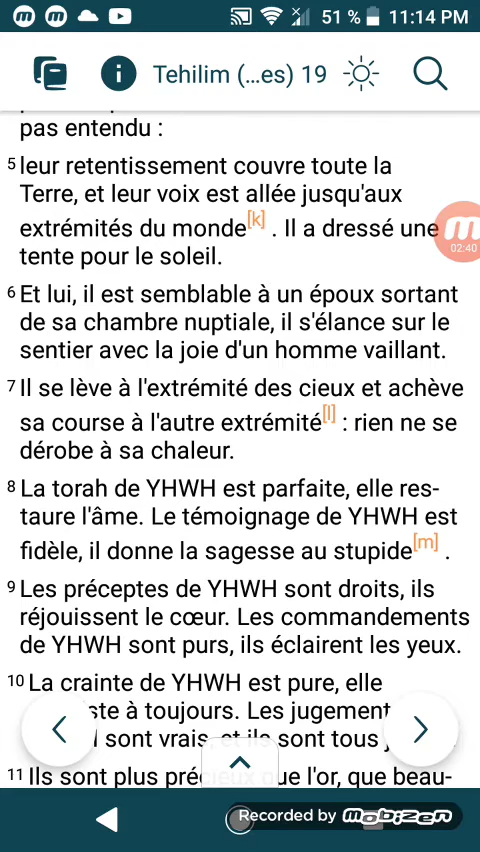 51 % 11:14 PM
Tehilim (...es) 19
pas entendu :
5 leur retentissement couvre toute la
Terre, et leur voix est allée jusqu'aux
extrémités du monde[k] . Il a dressé une
tente pour le soleil.
02:40
6 Et lui, il est semblable à un époux sortant
de sa chambre nuptiale, il s'élance sur le
sentier avec la joie d'un homme vaillant.
7 Il se lève à l'extrémité des cieux et achève
sa course à l'autre extrémité[l] : rien ne se
dérobe à sa chaleur.
8 La torah de YHWH est parfaite, elle res-
taure l'âme. Le témoignage de YHWH est
fidèle, il donne la sagesse au stupide[m] .
9 Les préceptes de YHWH sont droits, ils
réjouissent le cœur. Les commandements
de YHWH sont purs, ils éclairent les yeux.
10 La crainte de YHWH est pure, elle
à toujours. Les
sont vrais, et ils sont tous
11 Ils sont plus précieux que l'or, que beau-
Recorded by Mobizen